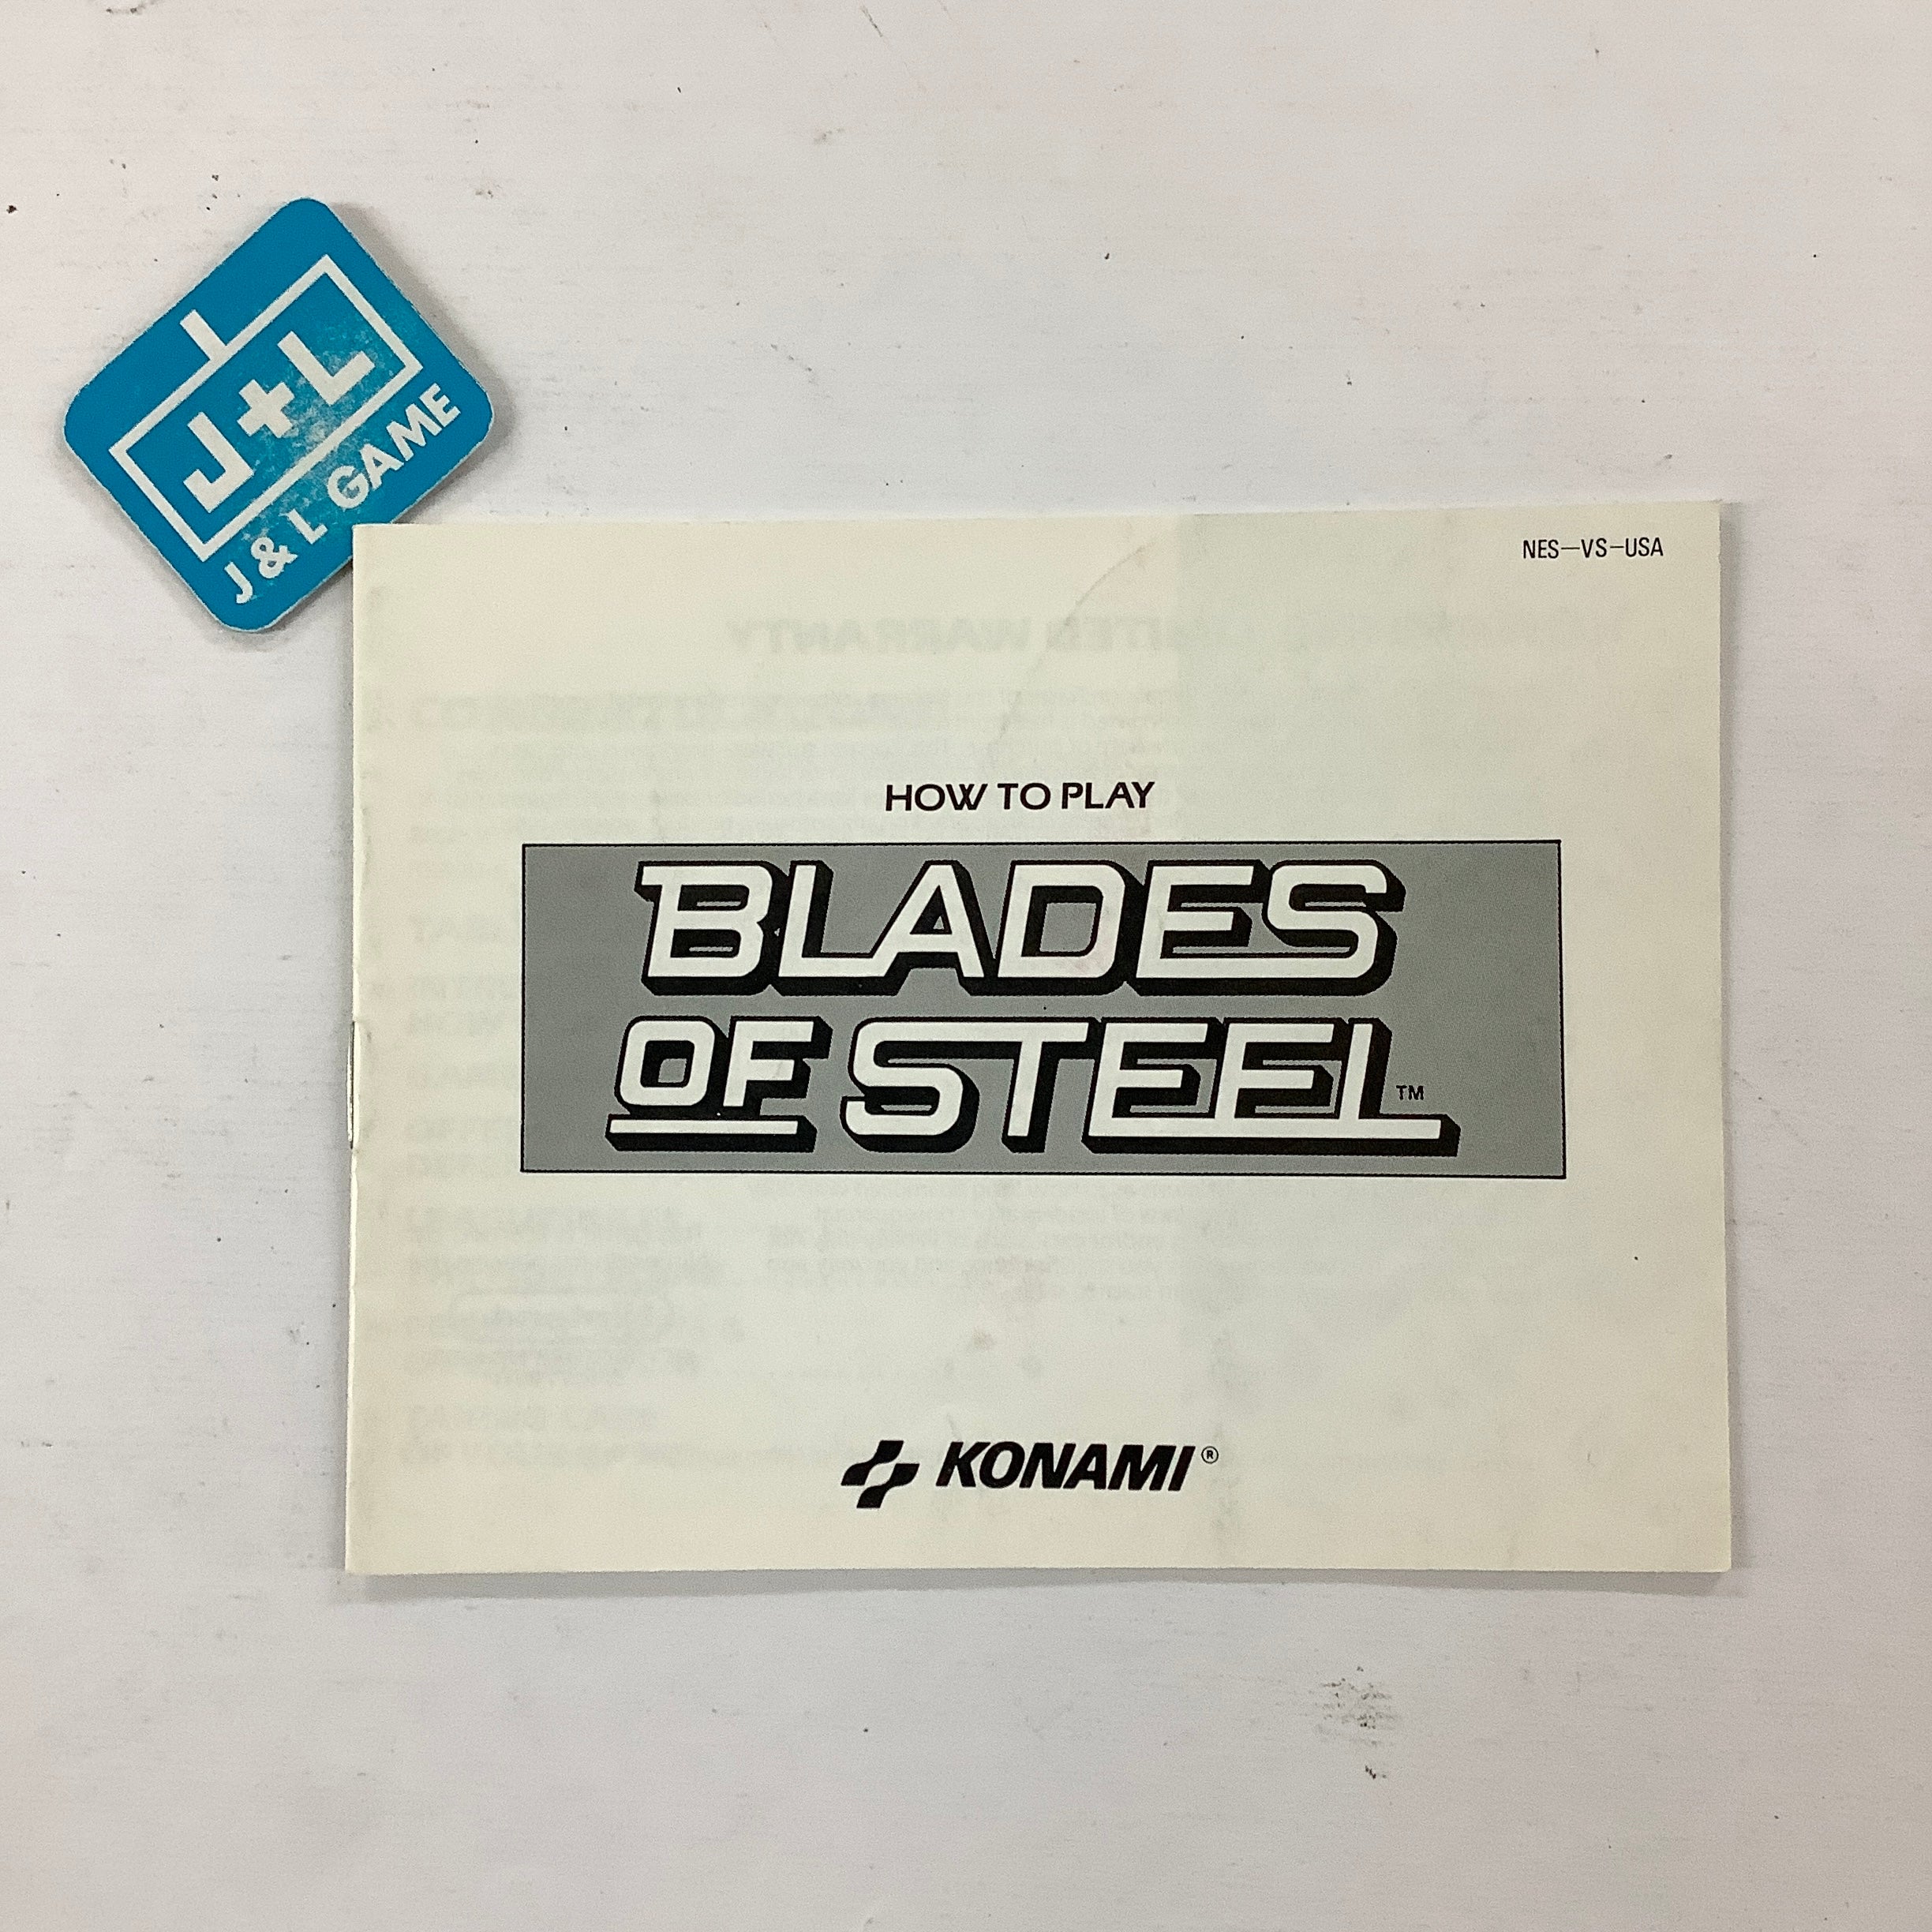 J+L
J & L GAME
NES-VS-USA
HOW TO PLAY
BLADES
OF STEEL™
KONAMI®